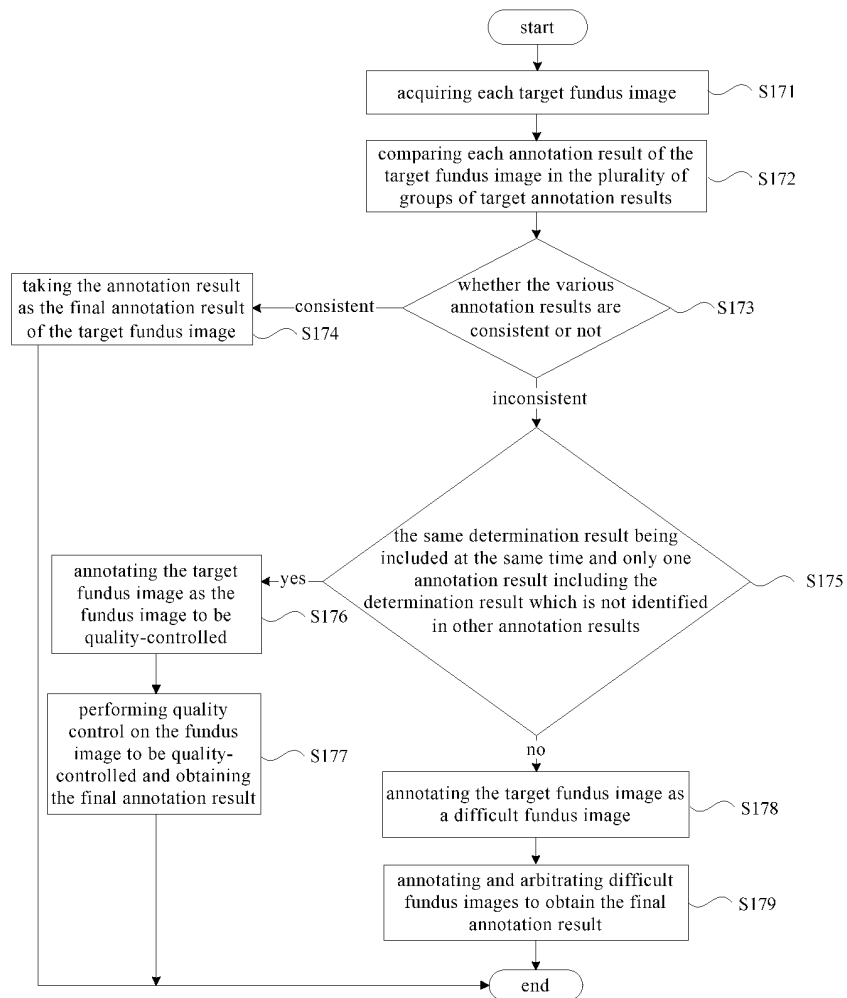 start
acquiring each target fundus image
S171
comparing each annotation result of the
target fundus image in the plurality of
groups of target annotation results
S172
whether the various
annotation results are
consistent or not
S173
consistent
taking the annotation result
as the final annotation result
of the target fundus image
S174
inconsistent
the same determination result being
included at the same time and only one
annotation result including the
determination result which is not identified
in other annotation results
S175
yes
annotating the target
fundus image as the
fundus image to be
quality-controlled
S176
performing quality
control on the fundus
image to be quality-
controlled and obtaining
the final annotation result
S177
no
annotating the target fundus image as
a difficult fundus image
S178
annotating and arbitrating difficult
fundus images to obtain the final
annotation result
S179
end